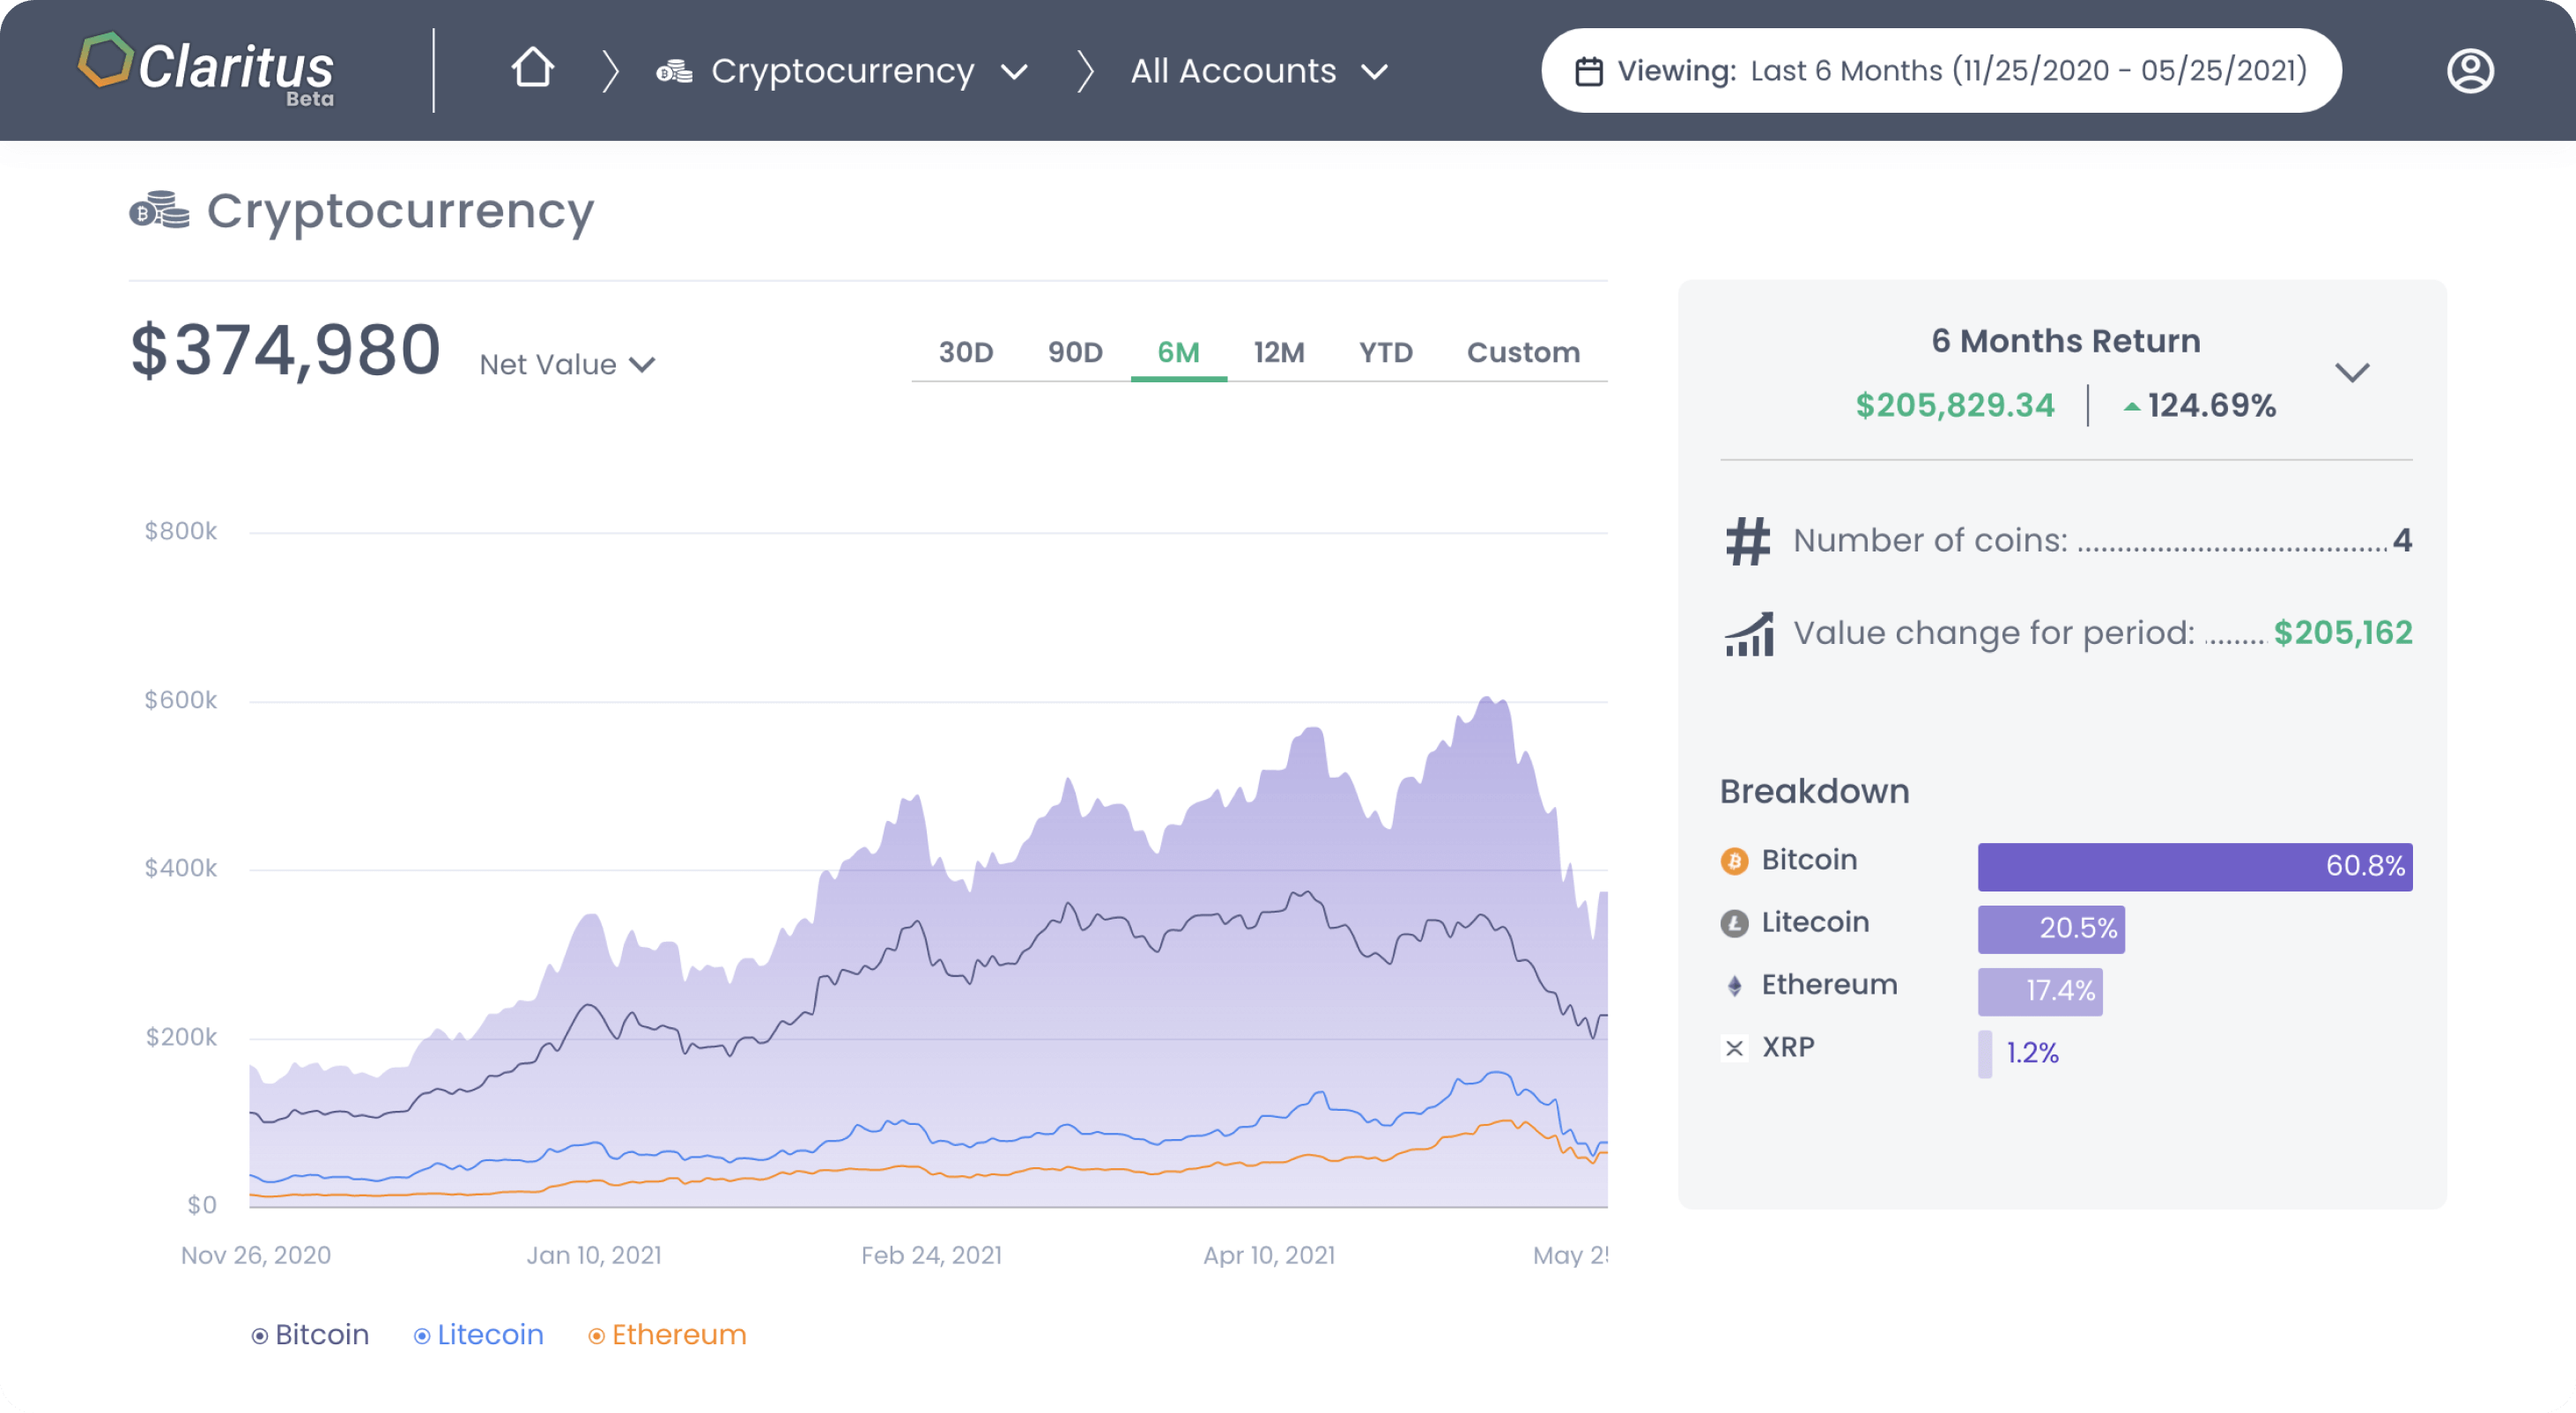 Claritus
Beta
Cryptocurrency
All Accounts
Viewing: Last 6 Months (11/25/2020 - 05/25/2021)
Cryptocurrency
$374,980 Net Value
30D 90D 6M 12M YTD Custom
$800k
$600k
$400k
$200k
$0
Nov 26, 2020 Jan 10, 2021 Feb 24, 2021 Apr 10, 2021 May 2
Bitcoin Litecoin Ethereum
6 Months Return
$205,829.34 124.69%
# Number of coins: 4
Value change for period: $205,162
Breakdown
Bitcoin 60.8%
Litecoin 20.5%
Ethereum 17.4%
XRP 1.2%